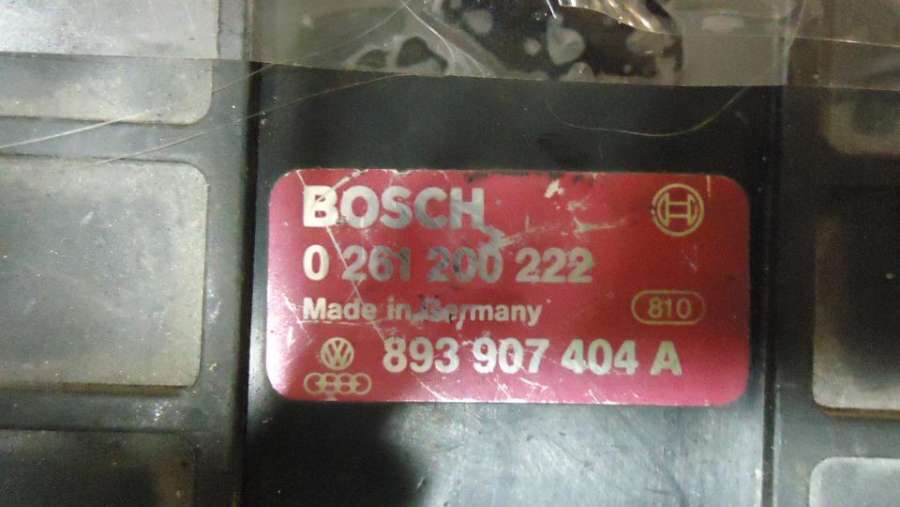 BOSCH
0 261 200 222
Made in Germany 810
893 907 404 A